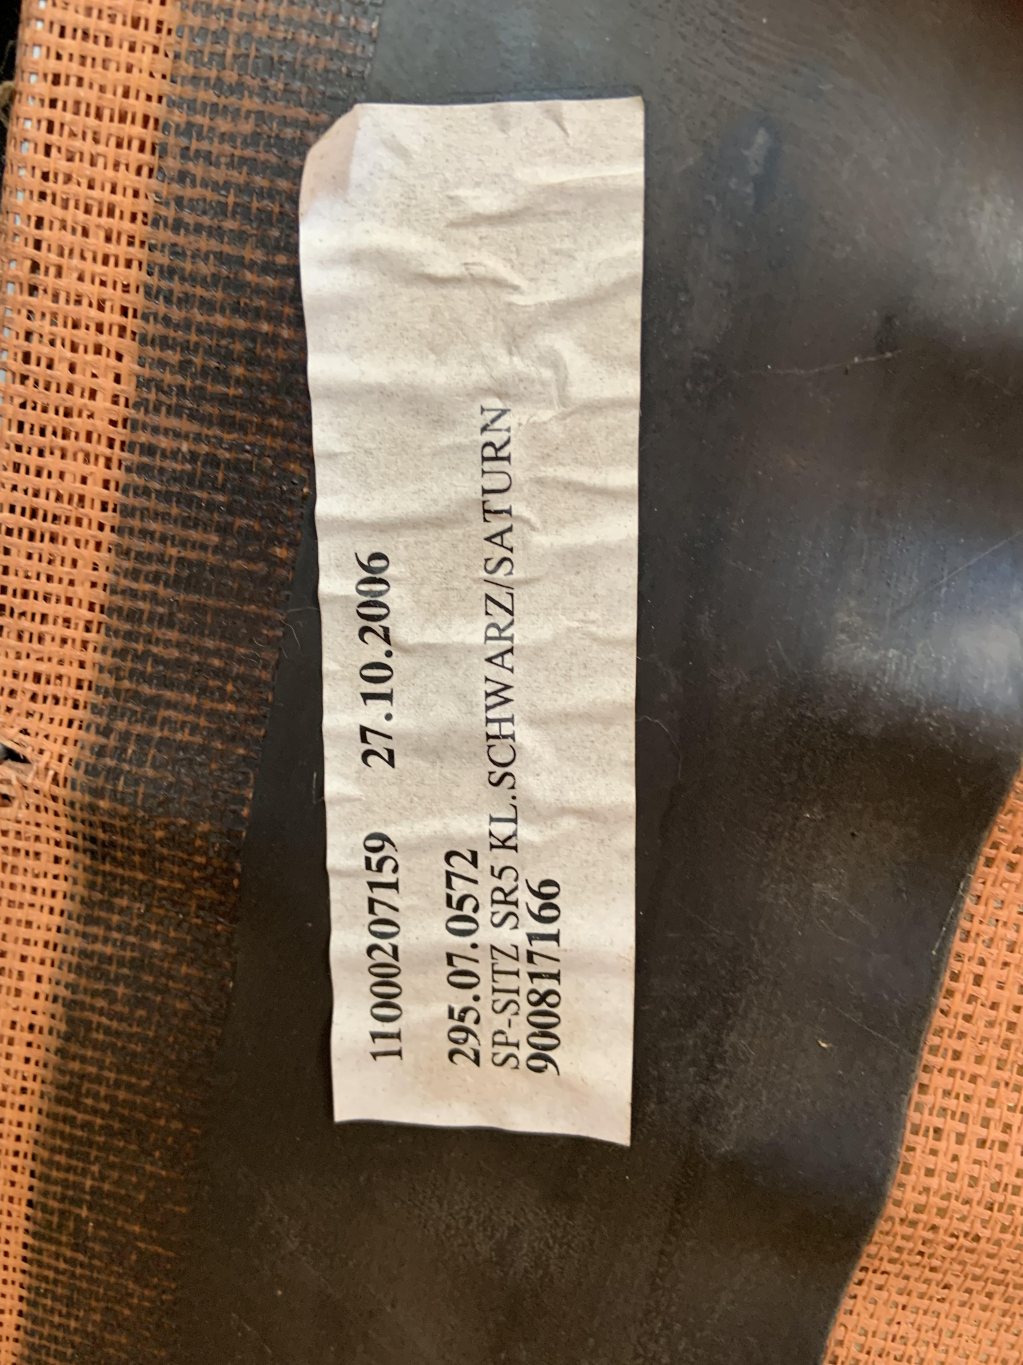 11000207159 27.10.2006
295.07.0572
SP-SITZ SR5 KL.SCHWARZ/SATURN
900817166